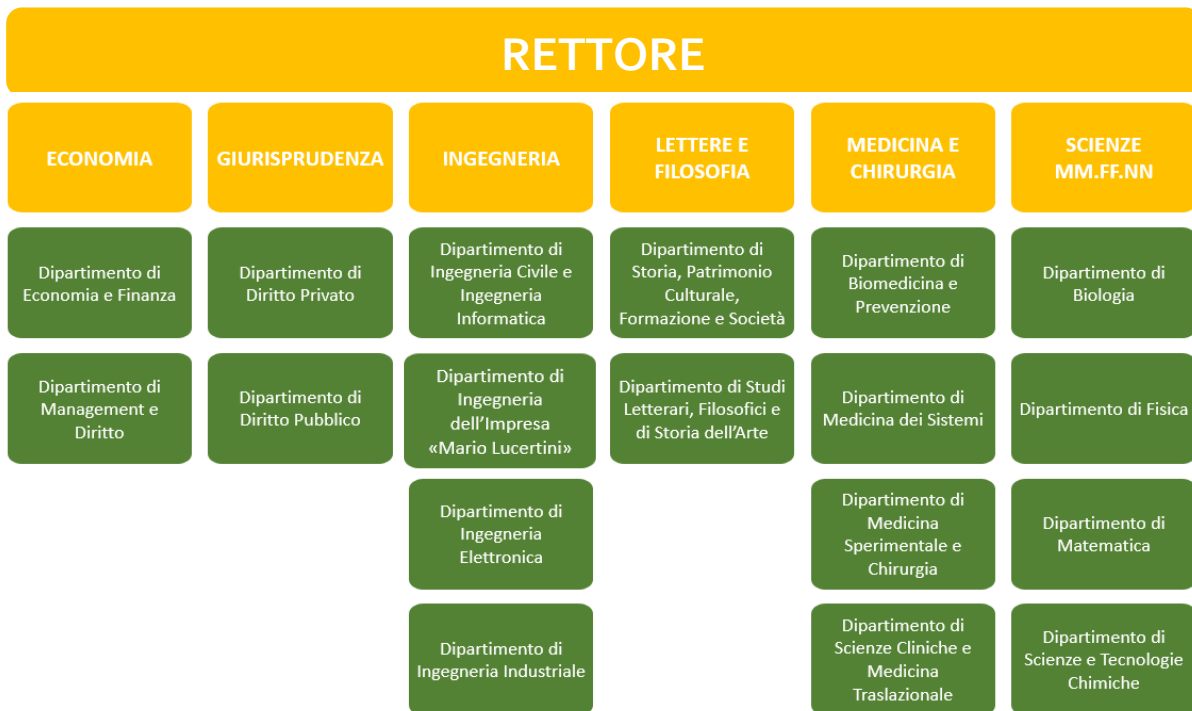 RETTORE
ECONOMIA
GIURISPRUDENZA
INGEGNERIA
LETTERE E
FILOSOFIA
MEDICINA E
CHIRURGIA
SCIENZE
MM.FF.NN
Dipartimento di
Economia e Finanza
Dipartimento di
Diritto Privato
Dipartimento di
Ingegneria Civile e
Ingegneria
Informatica
Dipartimento di
Storia, Patrimonio
Culturale,
Formazione e Società
Dipartimento di
Biomedicina e
Prevenzione
Dipartimento di
Biologia
Dipartimento di
Management e
Diritto
Dipartimento di
Diritto Pubblico
Dipartimento di
Ingegneria
dell’Impresa
«Mario Lucertini»
Dipartimento di Studi
Letterari, Filosofici e
di Storia dell’Arte
Dipartimento di
Medicina dei Sistemi
Dipartimento di Fisica
Dipartimento di
Ingegneria
Elettronica
Dipartimento di
Medicina
Sperimentale e
Chirurgia
Dipartimento di
Matematica
Dipartimento di
Ingegneria Industriale
Dipartimento di
Scienze Cliniche e
Medicina
Traslazionale
Dipartimento di
Scienze e Tecnologie
Chimiche